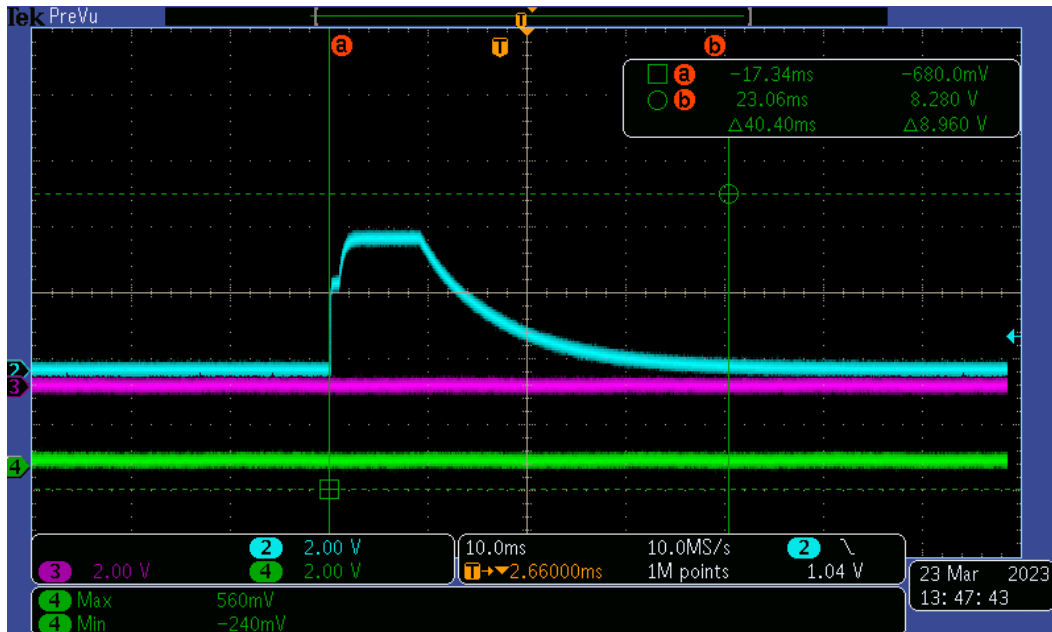 Tek PreVu
T
a
b
T
a -17.34ms -680.0mV
b 23.06ms 8.280 V
△40.40ms △8.960 V
2
3
4
2 2.00 V
3 2.00 V 4 2.00 V
10.0ms 10.0MS/s 2 \
T→▼2.66000ms 1M points 1.04 V
23 Mar 2023
13:47:43
4 Max 560mV
4 Min -240mV